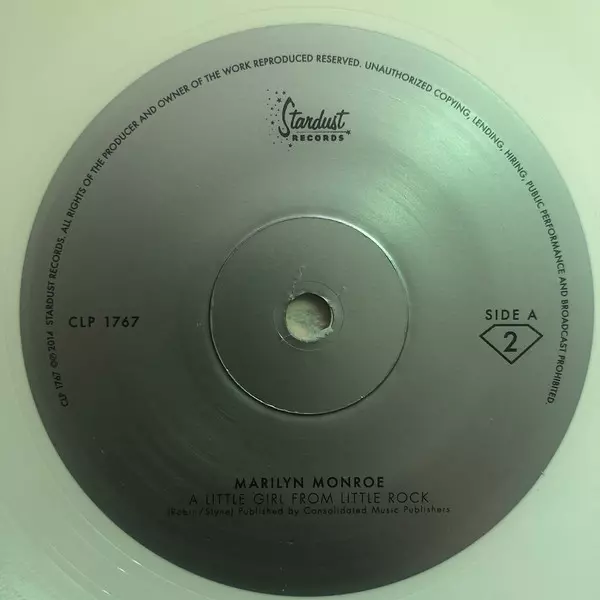 CLP 1767 ℗© 2014 STARDUST RECORDS. ALL RIGHTS OF THE PRODUCER AND OWNER OF THE WORK REPRODUCED RESERVED. UNAUTHORIZED COPYING, LENDING, HIRING, PUBLIC PERFORMANCE AND BROADCAST PROHIBITED.
Stardust
RECORDS
CLP 1767
SIDE A
2
MARILYN MONROE
A LITTLE GIRL FROM LITTLE ROCK
(Robin/Styne) Published by Consolidated Music Publishers